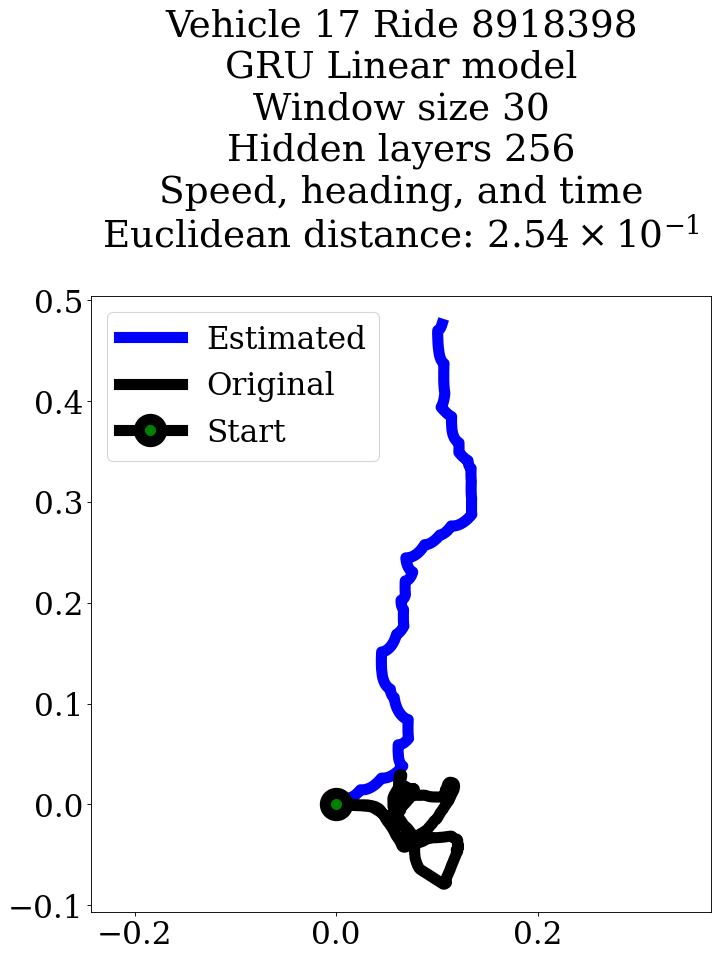 Vehicle 17 Ride 8918398
GRU Linear model
Window size 30
Hidden layers 256
Speed, heading, and time
Euclidean distance: 2.54 × 10⁻¹
Estimated
Original
Start
0.5
0.4
0.3
0.2
0.1
0.0
−0.1
−0.2
0.0
0.2